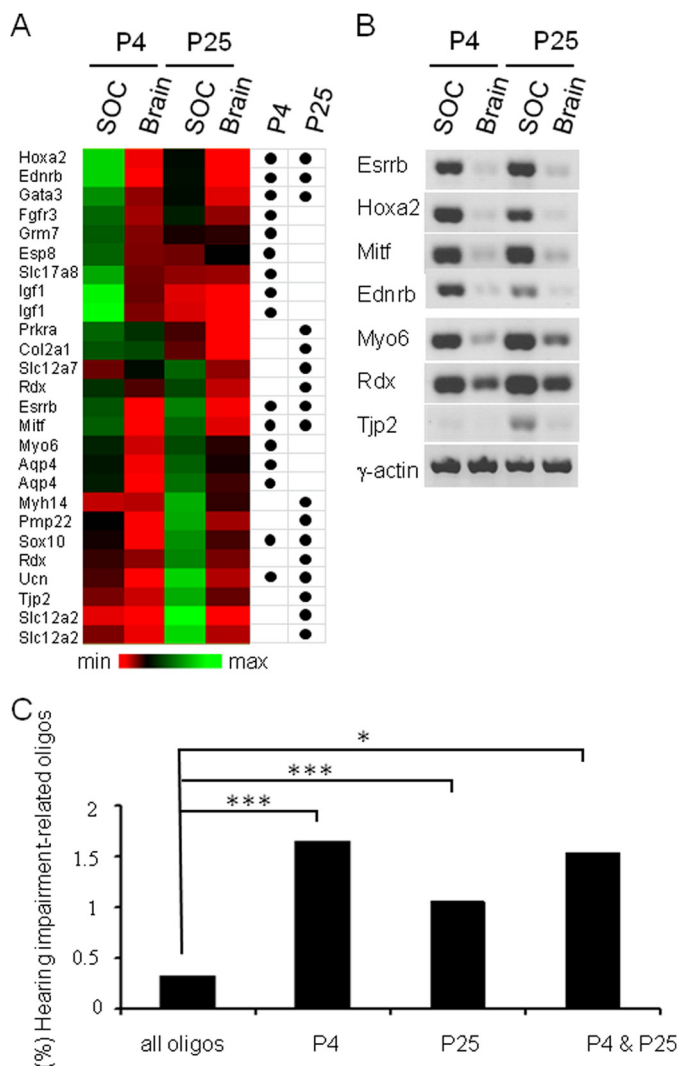 A
P4 P25
SOC Brain SOC Brain P4 P25
Hoxa2
Ednrb
Gata3
Fgfr3
Grm7
Esp8
Slc17a8
Igf1
Igf1
Prkra
Col2a1
Slc12a7
Rdx
Esrrb
Mitf
Myo6
Aqp4
Aqp4
Myh14
Pmp22
Sox10
Rdx
Ucn
Tjp2
Slc12a2
Slc12a2
min max
B
P4 P25
SOC Brain SOC Brain
Esrrb
Hoxa2
Mitf
Ednrb
Myo6
Rdx
Tjp2
γ-actin
C
(%) Hearing impairment-related oligos
*
***
***
2
1.5
1
0.5
0
all oligos P4 P25 P4 & P25